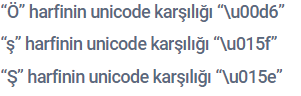 “Ö” harfinin unicode karşılığı “\u00d6”
“ş” harfinin unicode karşılığı “\u015f”
“Ş” harfinin unicode karşılığı “\u015e”